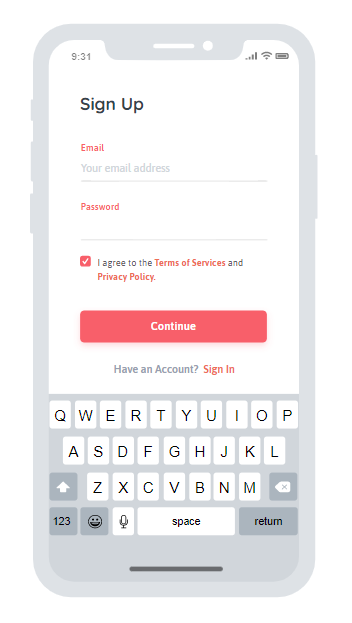 9:31
Sign Up
Email
Your email address
Password
I agree to the Terms of Services and
Privacy Policy.
Continue
Have an Account? Sign In
Q W E R T Y U I O P
A S D F G H J K L
Z X C V B N M
123 space return